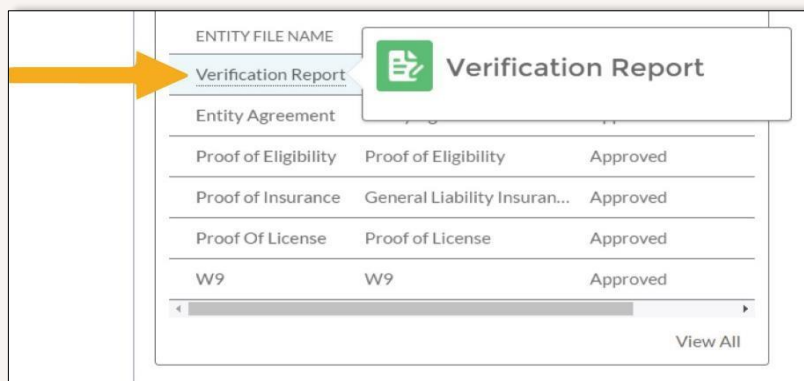 ENTITY FILE NAME
Verification Report
Verification Report
Entity Agreement
Proof of Eligibility Proof of Eligibility Approved
Proof of Insurance General Liability Insuran... Approved
Proof Of License Proof of License Approved
W9 W9 Approved
View All